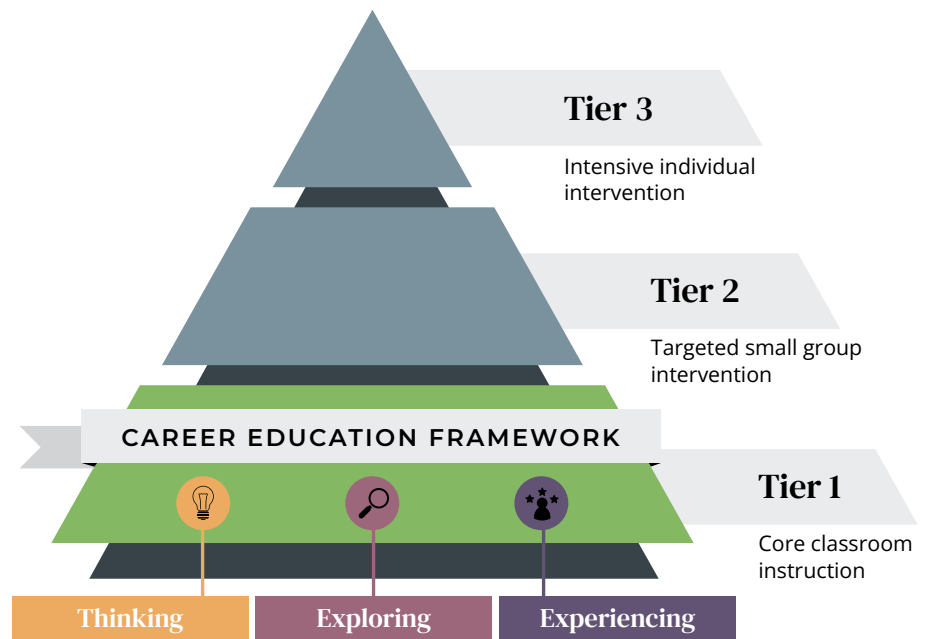 Tier 3
Intensive individual
intervention
Tier 2
Targeted small group
intervention
CAREER EDUCATION FRAMEWORK
Tier 1
Core classroom
instruction
Thinking
Exploring
Experiencing